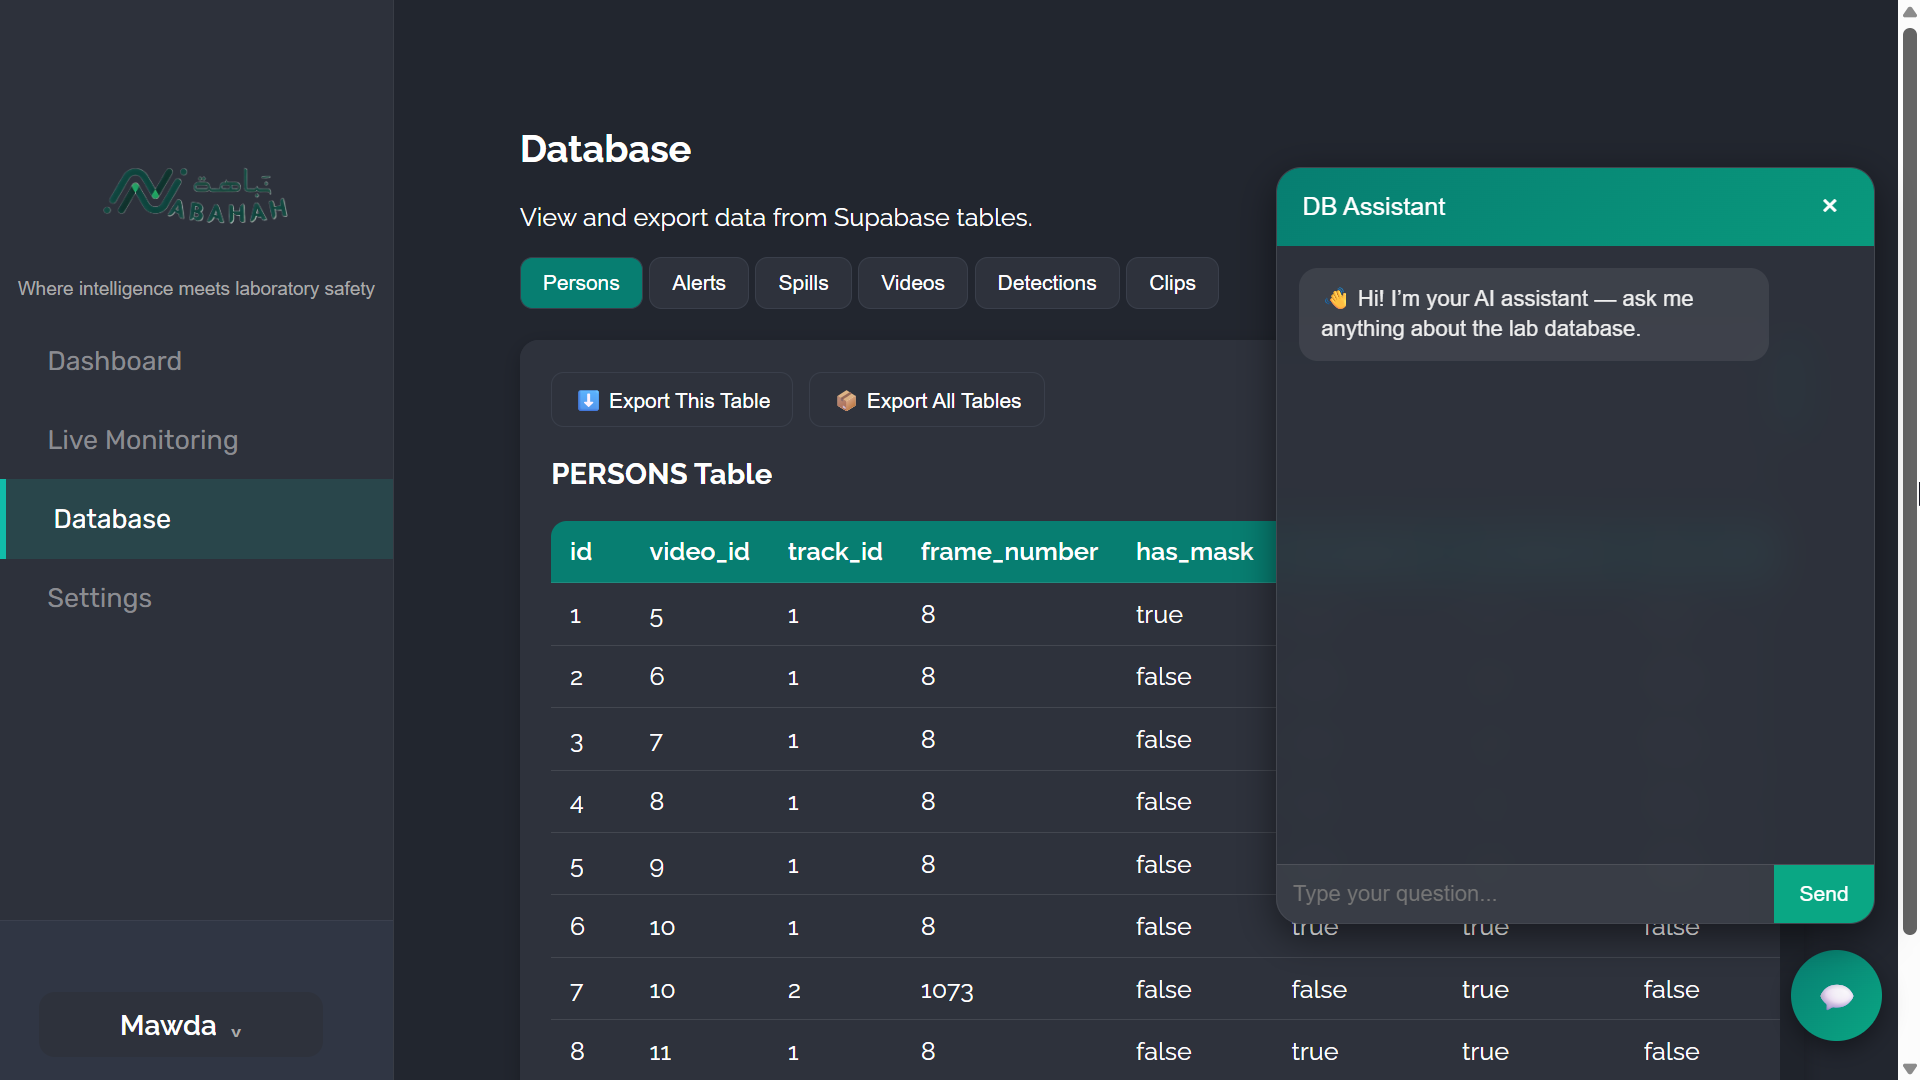 نباهة
NABAHAH
Where intelligence meets laboratory safety
Dashboard
Live Monitoring
Database
Settings
Mawda v
Database
View and export data from Supabase tables.
Persons Alerts Spills Videos Detections Clips
⬇️ Export This Table 📦 Export All Tables
PERSONS Table
id video_id track_id frame_number has_mask
1 5 1 8 true
2 6 1 8 false
3 7 1 8 false
4 8 1 8 false
5 9 1 8 false
6 10 1 8 false true true false
7 10 2 1073 false false true false
8 11 1 8 false true true false
DB Assistant ×
👋 Hi! I’m your AI assistant — ask me
anything about the lab database.
Type your question... Send